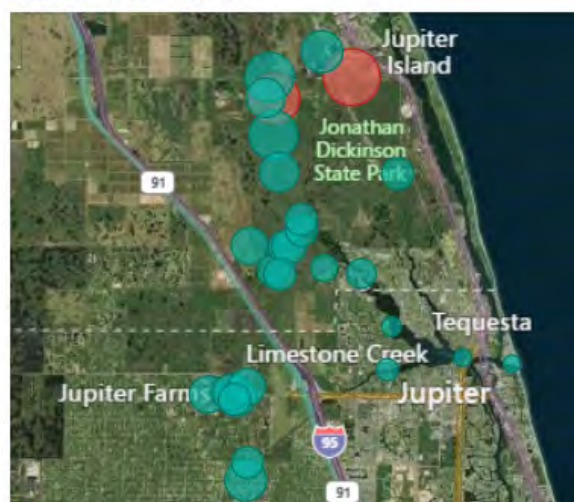 Jupiter
Island
Jonathan
Dickinson
State Park
91
Tequesta
Limestone Creek
Jupiter Farms
Jupiter
95
91